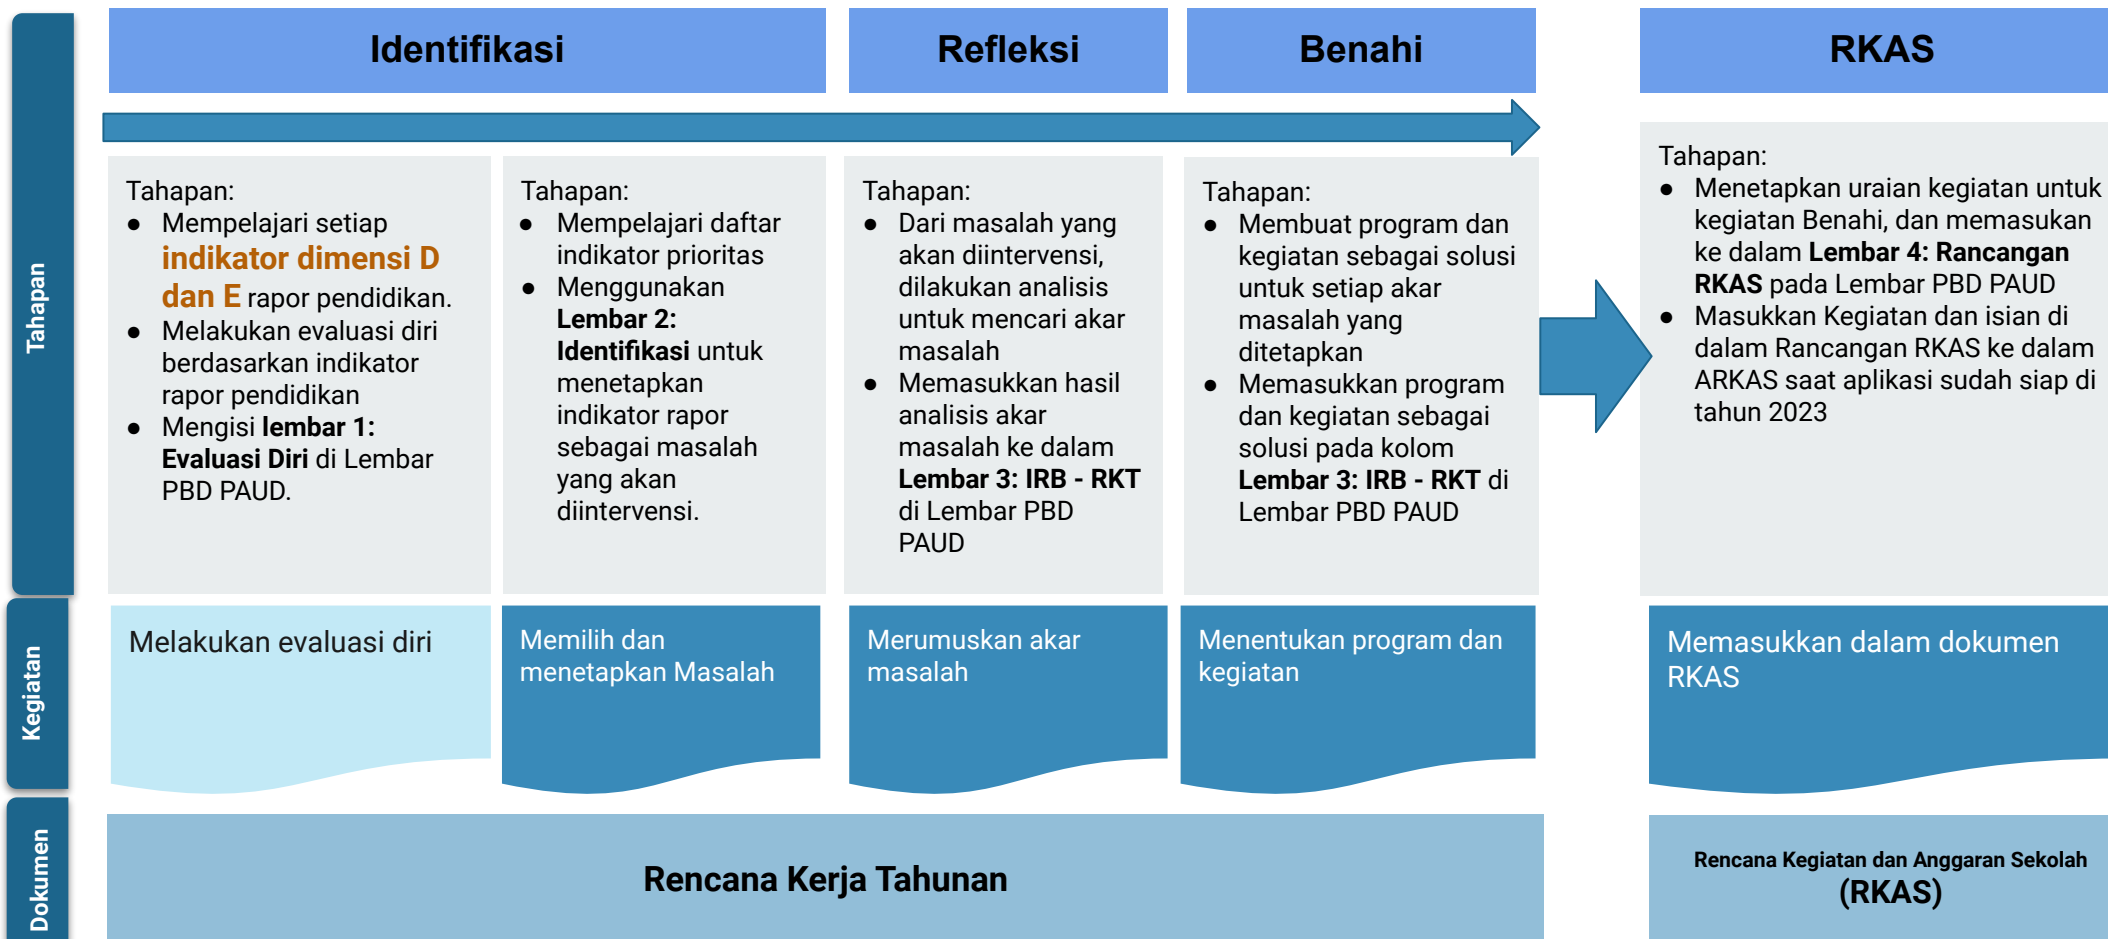 Identifikasi
Refleksi
Benahi
RKAS
Tahapan
Tahapan:
● Mempelajari setiap
indikator dimensi D
dan E rapor pendidikan.
● Melakukan evaluasi diri
berdasarkan indikator
rapor pendidikan
● Mengisi lembar 1:
Evaluasi Diri di Lembar
PBD PAUD.
Tahapan:
● Mempelajari daftar
indikator prioritas
● Menggunakan
Lembar 2:
Identifikasi untuk
menetapkan
indikator rapor
sebagai masalah
yang akan
diintervensi.
Tahapan:
● Dari masalah yang
akan diintervensi,
dilakukan analisis
untuk mencari akar
masalah
● Memasukkan hasil
analisis akar
masalah ke dalam
Lembar 3: IRB - RKT
di Lembar PBD
PAUD
Tahapan:
● Membuat program dan
kegiatan sebagai solusi
untuk setiap akar
masalah yang
ditetapkan
● Memasukkan program
dan kegiatan sebagai
solusi pada kolom
Lembar 3: IRB - RKT di
Lembar PBD PAUD
Tahapan:
● Menetapkan uraian kegiatan untuk
kegiatan Benahi, dan memasukan
ke dalam Lembar 4: Rancangan
RKAS pada Lembar PBD PAUD
● Masukkan Kegiatan dan isian di
dalam Rancangan RKAS ke dalam
ARKAS saat aplikasi sudah siap di
tahun 2023
Kegiatan
Melakukan evaluasi diri
Memilih dan
menetapkan Masalah
Merumuskan akar
masalah
Menentukan program dan
kegiatan
Memasukkan dalam dokumen
RKAS
Dokumen
Rencana Kerja Tahunan
Rencana Kegiatan dan Anggaran Sekolah
(RKAS)